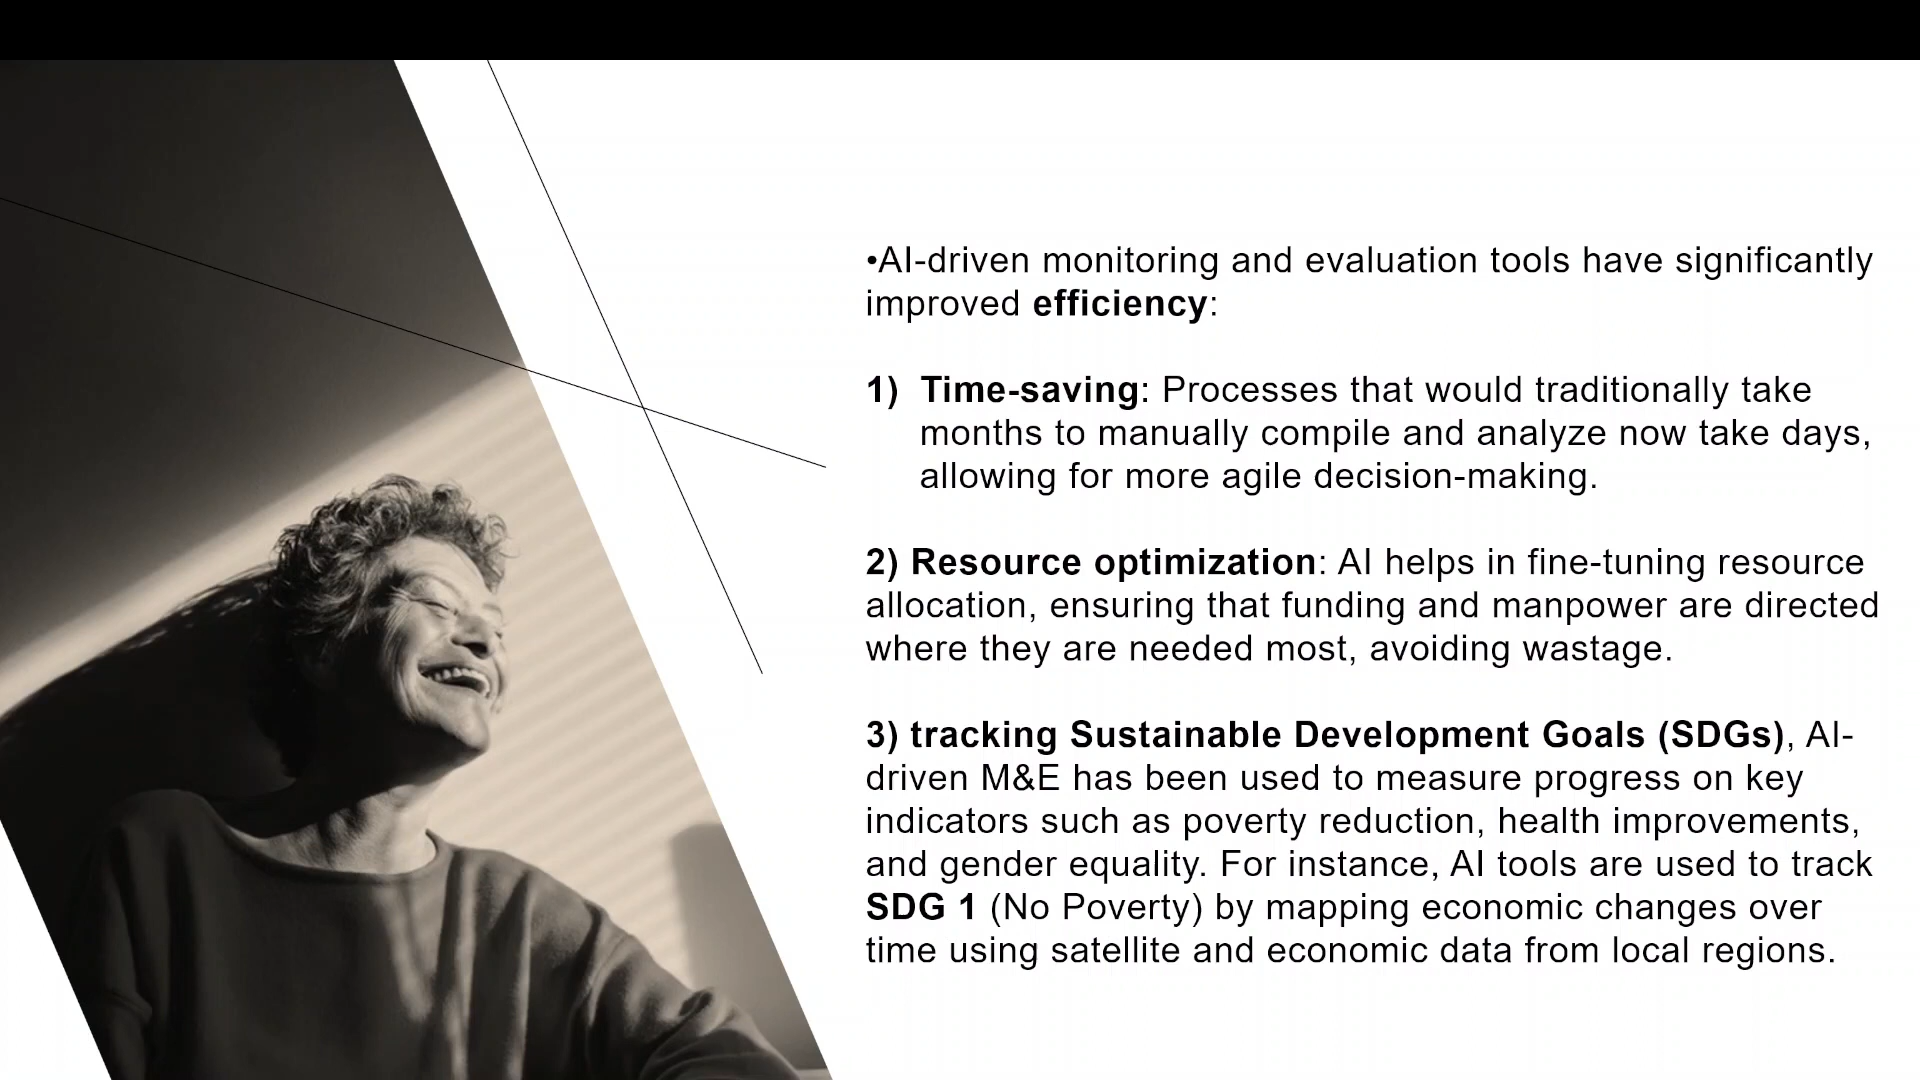 •AI-driven monitoring and evaluation tools have significantly
improved efficiency:
1) Time-saving: Processes that would traditionally take
months to manually compile and analyze now take days,
allowing for more agile decision-making.
2) Resource optimization: AI helps in fine-tuning resource
allocation, ensuring that funding and manpower are directed
where they are needed most, avoiding wastage.
3) tracking Sustainable Development Goals (SDGs), AI-
driven M&E has been used to measure progress on key
indicators such as poverty reduction, health improvements,
and gender equality. For instance, AI tools are used to track
SDG 1 (No Poverty) by mapping economic changes over
time using satellite and economic data from local regions.